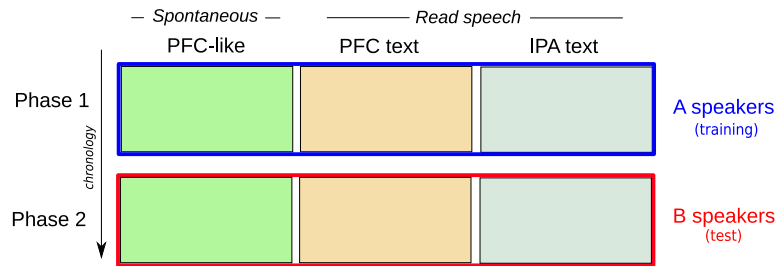 Spontaneous
Read speech
PFC-like
PFC text
IPA text
Phase 1
A speakers
(training)
chronology
Phase 2
B speakers
(test)